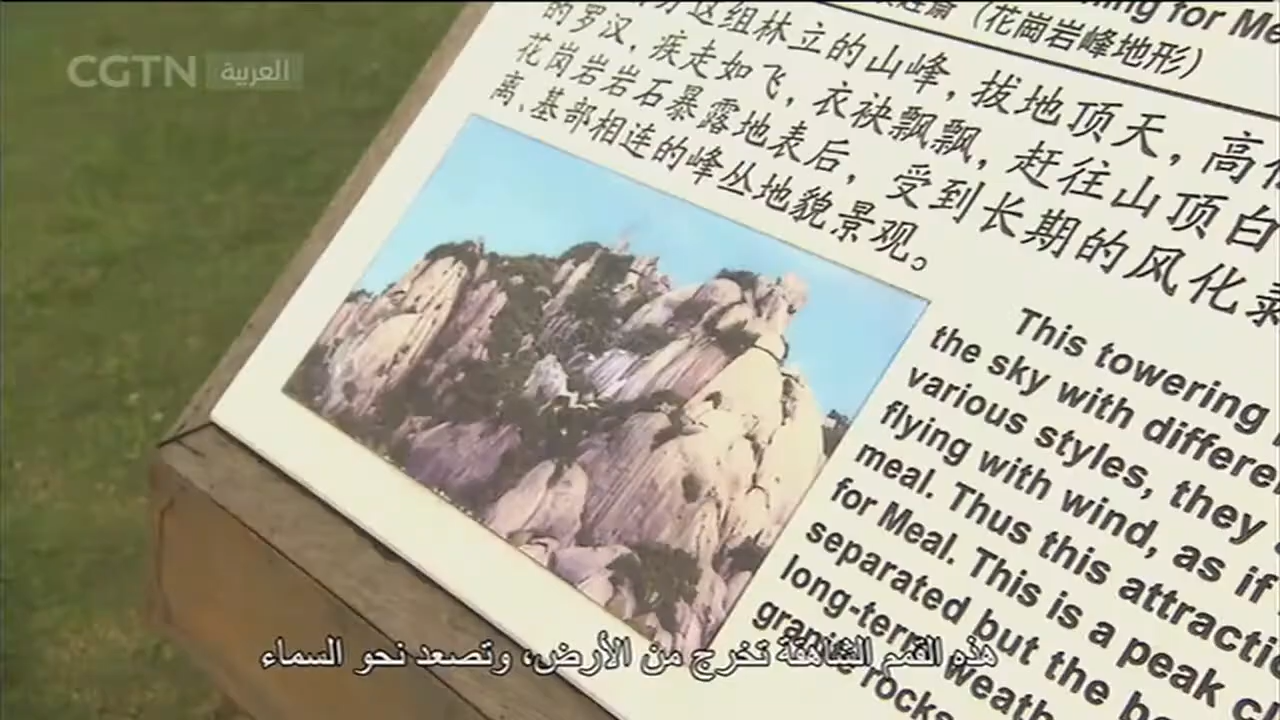 CGTN العربية
ing for Me
（花崗岩峰地形）
这组林立的山峰，拔地顶天，高
的罗汉，疾走如飞，衣袂飘飘，赶往山顶白
花岗岩岩石暴露地表后，受到长期的风化
离、基部相连的峰丛地貌景观。
This towering
the sky with differe
various styles, they
flying with wind, as if
meal. Thus this attracti
for Meal. This is a peak cl
separated but the b
long-term weath
granite rocks
هذه القمم الشاهقة تخرج من الأرض، وتصعد نحو السماء